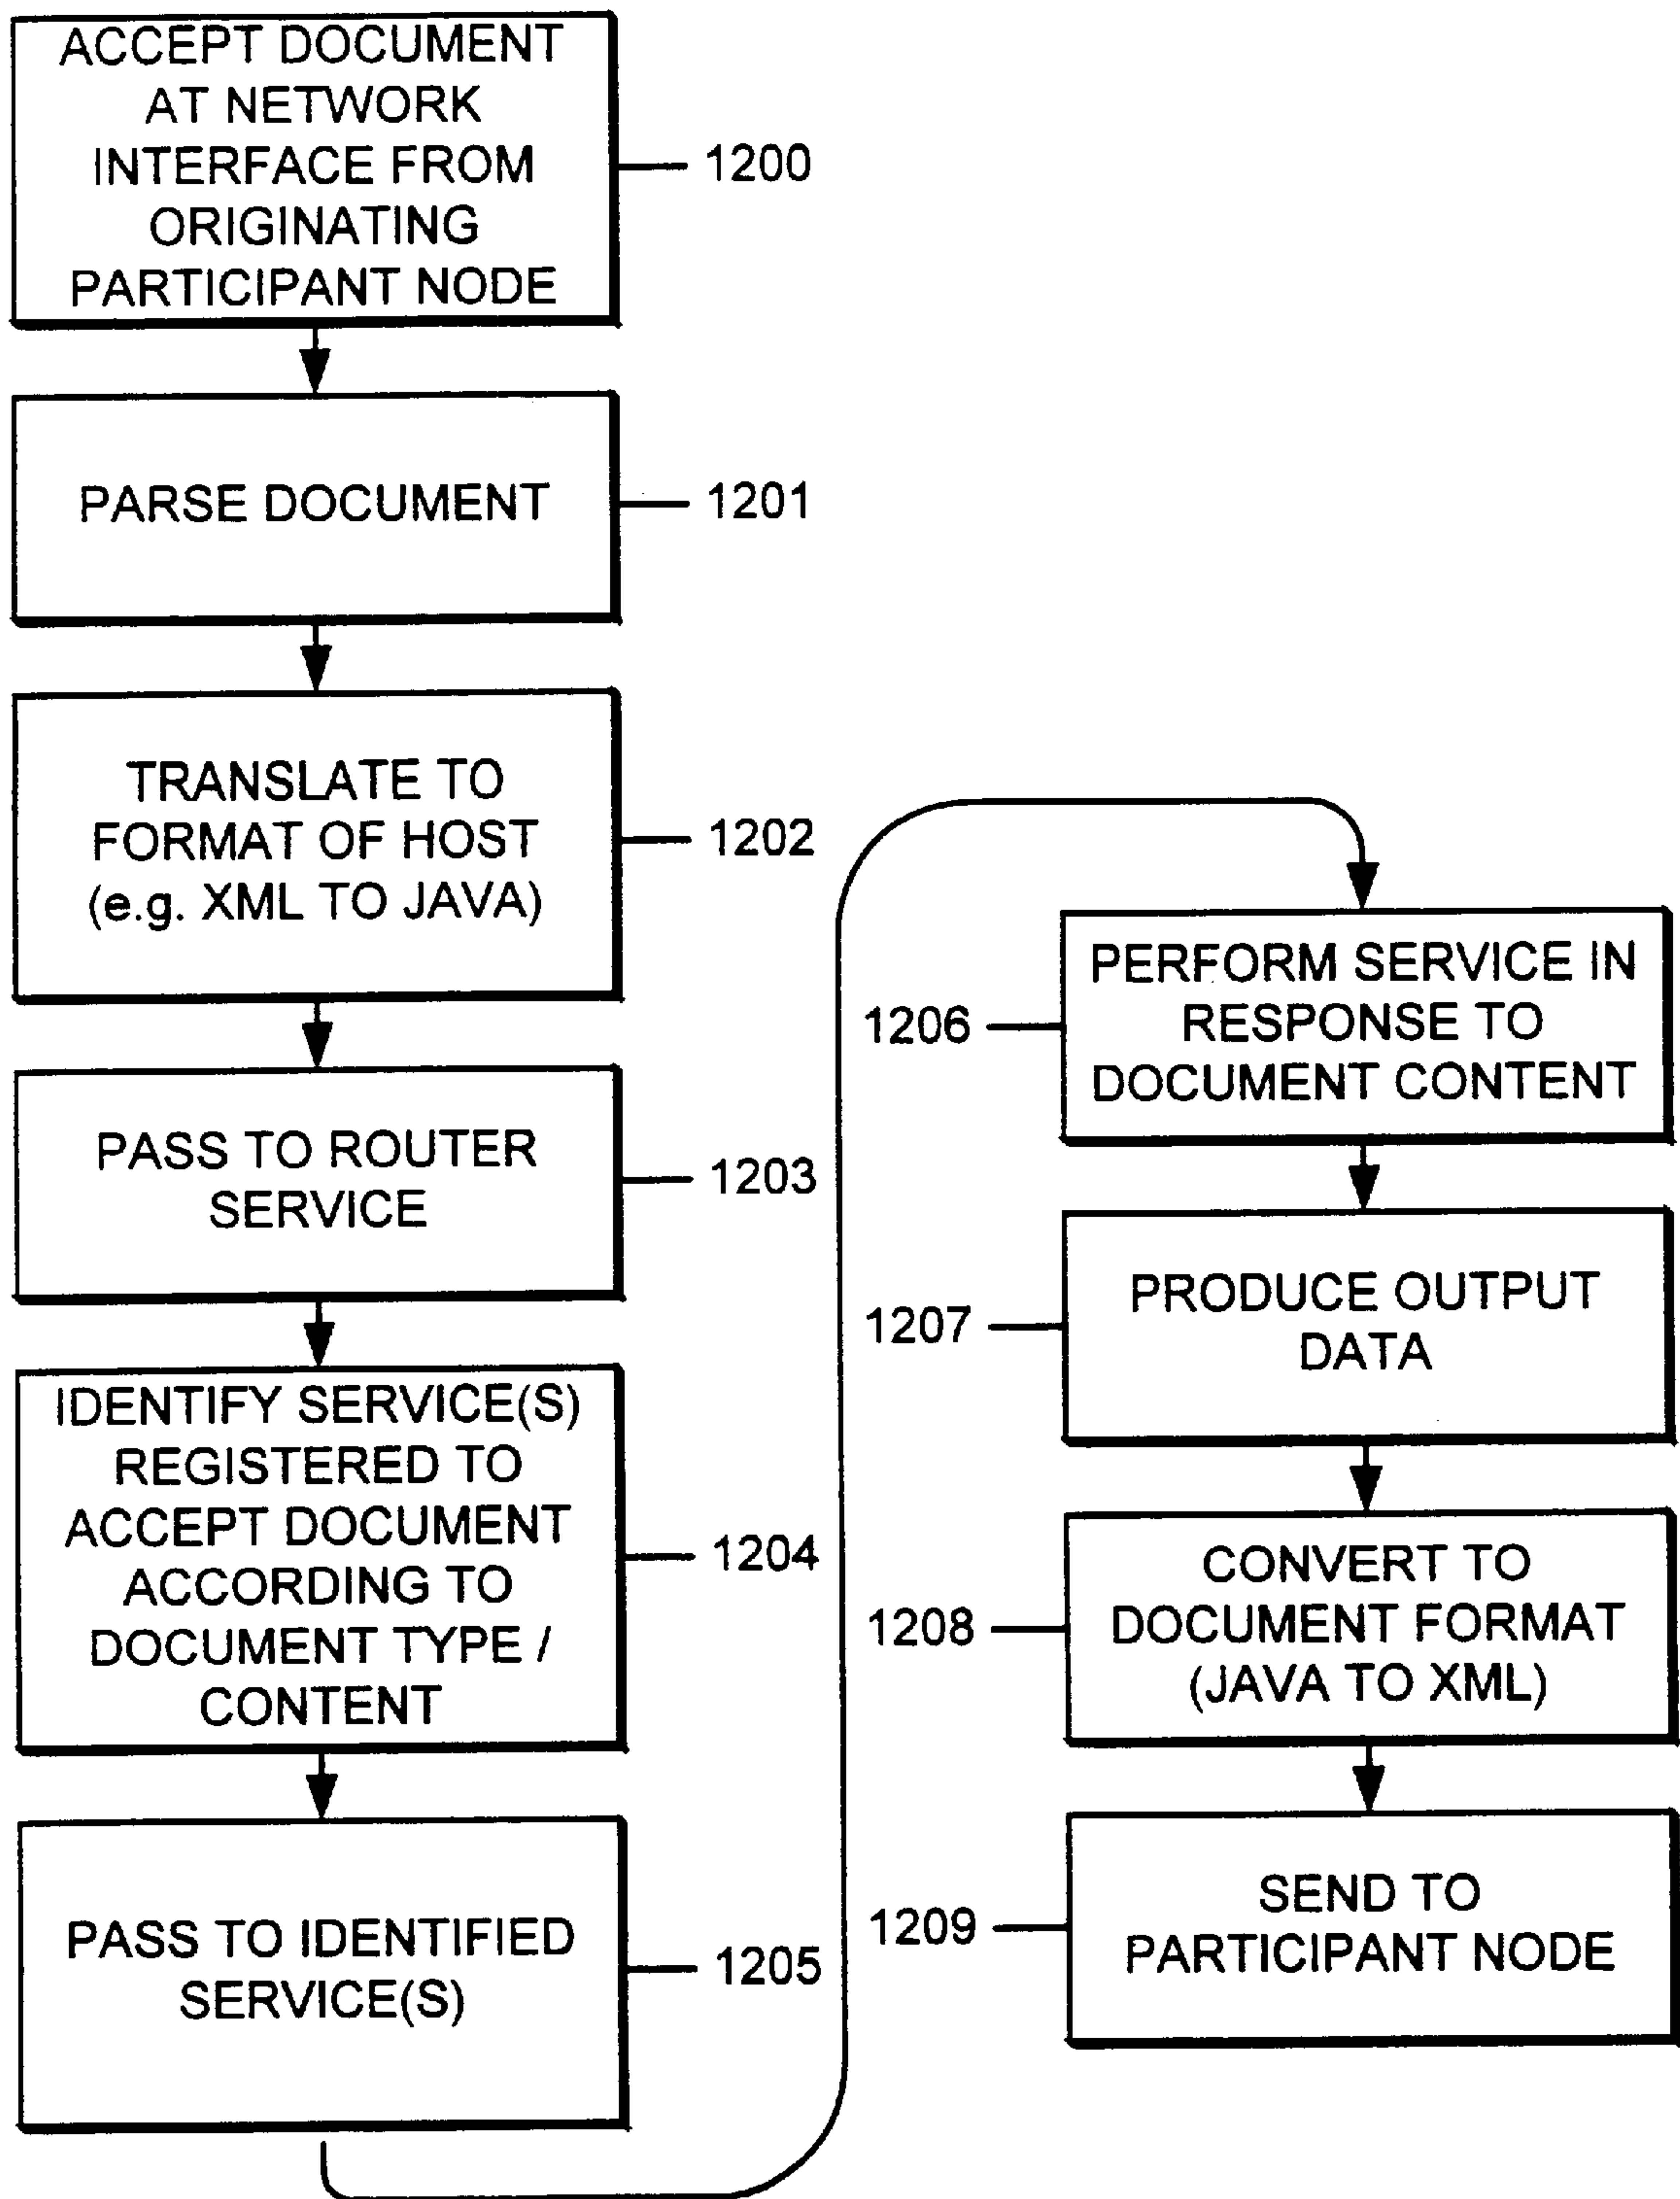 ACCEPT DOCUMENT
AT NETWORK
INTERFACE FROM
ORIGINATING
PARTICIPANT NODE
1200
PARSE DOCUMENT
1201
TRANSLATE TO
FORMAT OF HOST
(e.g. XML TO JAVA)
1202
PASS TO ROUTER
SERVICE
1203
IDENTIFY SERVICE(S)
REGISTERED TO
ACCEPT DOCUMENT
ACCORDING TO
DOCUMENT TYPE /
CONTENT
1204
PASS TO IDENTIFIED
SERVICE(S)
1205
PERFORM SERVICE IN
RESPONSE TO
DOCUMENT CONTENT
1206
PRODUCE OUTPUT
DATA
1207
CONVERT TO
DOCUMENT FORMAT
(JAVA TO XML)
1208
SEND TO
PARTICIPANT NODE
1209